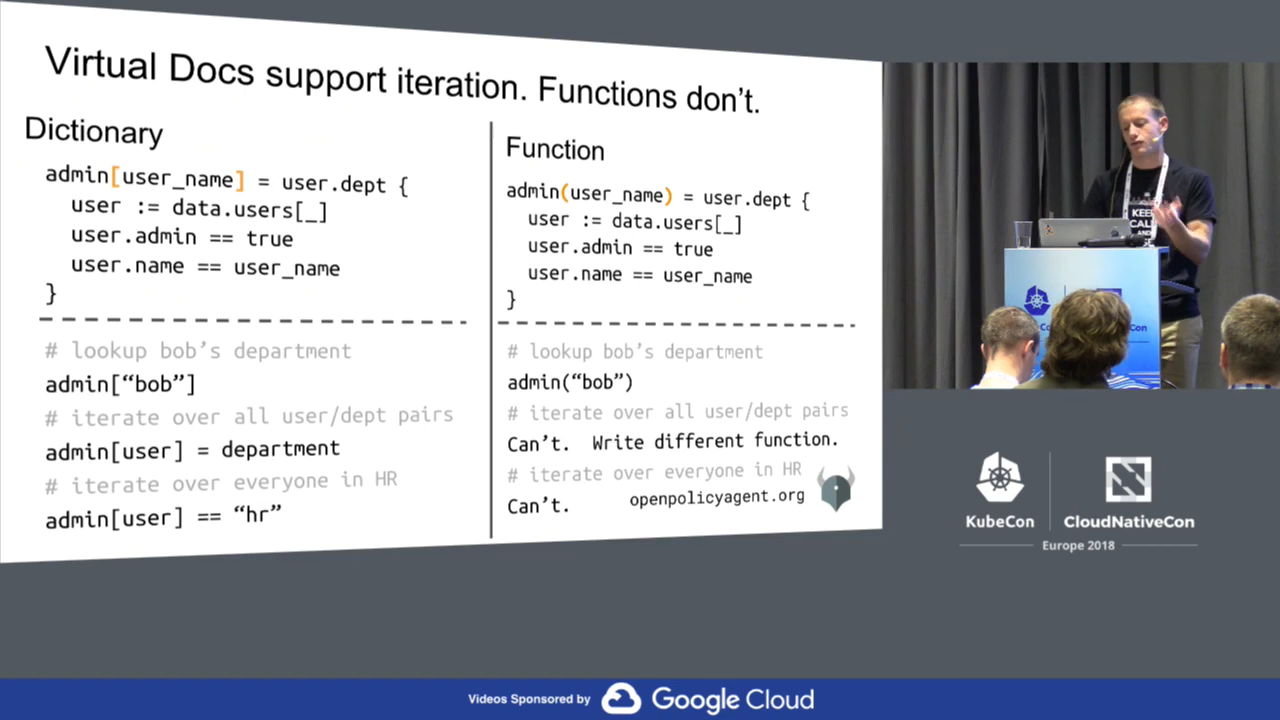 Virtual Docs support iteration. Functions don't.
Dictionary
admin[user_name] = user.dept {
user := data.users[_]
user.admin == true
user.name == user_name
}
# lookup bob's department
admin["bob"]
# iterate over all user/dept pairs
admin[user] = department
# iterate over everyone in HR
admin[user] == "hr"
Function
admin(user_name) = user.dept {
user := data.users[_]
user.admin == true
user.name == user_name
}
# lookup bob's department
admin("bob")
# iterate over all user/dept pairs
Can't. Write different function.
# iterate over everyone in HR
Can't.
openpolicyagent.org
KEEP
CALM
AND
KubeCon
CloudNativeCon
Europe 2018
Videos Sponsored by
Google Cloud